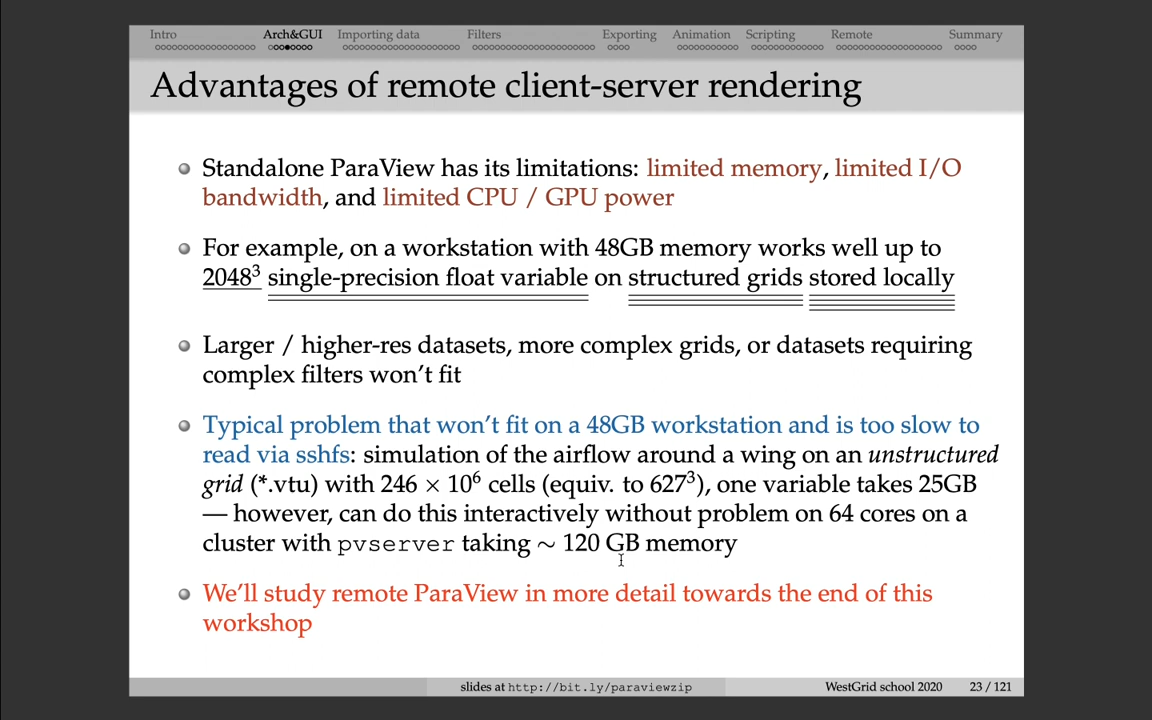 Intro Arch&GUI Importing data Filters Exporting Animation Scripting Remote Summary
Advantages of remote client-server rendering
Standalone ParaView has its limitations: limited memory, limited I/O
bandwidth, and limited CPU / GPU power
For example, on a workstation with 48GB memory works well up to
2048³ single-precision float variable on structured grids stored locally
Larger / higher-res datasets, more complex grids, or datasets requiring
complex filters won’t fit
Typical problem that won’t fit on a 48GB workstation and is too slow to
read via sshfs: simulation of the airflow around a wing on an unstructured
grid (*.vtu) with 246 × 10⁶ cells (equiv. to 627³), one variable takes 25GB
— however, can do this interactively without problem on 64 cores on a
cluster with pvserver taking ∼ 120 GB memory
We’ll study remote ParaView in more detail towards the end of this
workshop
slides at http://bit.ly/paraviewzip WestGrid school 2020 23 / 121